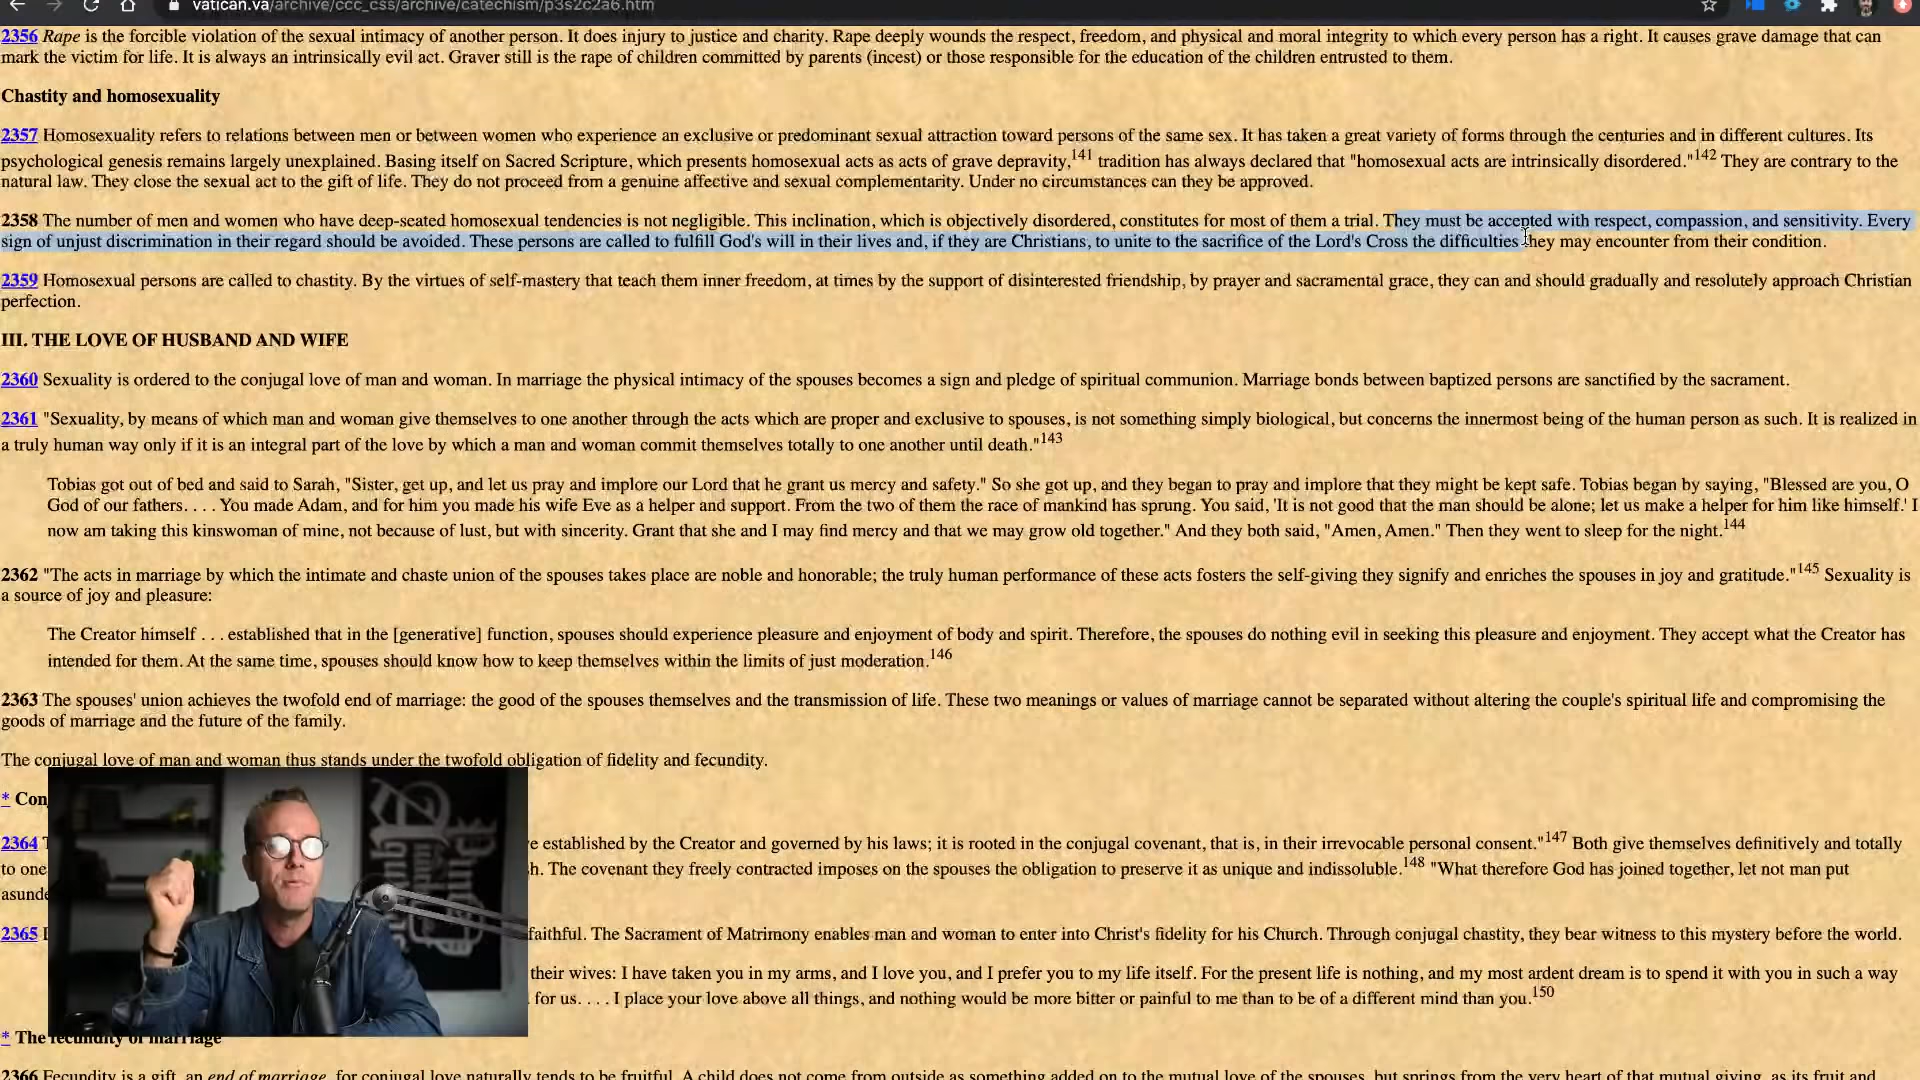 vatican.va/archive/ccc_css/archive/catechism/p3s2c2a6.htm
2356 Rape is the forcible violation of the sexual intimacy of another person. It does injury to justice and charity. Rape deeply wounds the respect, freedom, and physical and moral integrity to which every person has a right. It causes grave damage that can
mark the victim for life. It is always an intrinsically evil act. Graver still is the rape of children committed by parents (incest) or those responsible for the education of the children entrusted to them.
Chastity and homosexuality
2357 Homosexuality refers to relations between men or between women who experience an exclusive or predominant sexual attraction toward persons of the same sex. It has taken a great variety of forms through the centuries and in different cultures. Its
psychological genesis remains largely unexplained. Basing itself on Sacred Scripture, which presents homosexual acts as acts of grave depravity,141 tradition has always declared that "homosexual acts are intrinsically disordered."142 They are contrary to the
natural law. They close the sexual act to the gift of life. They do not proceed from a genuine affective and sexual complementarity. Under no circumstances can they be approved.
2358 The number of men and women who have deep-seated homosexual tendencies is not negligible. This inclination, which is objectively disordered, constitutes for most of them a trial. They must be accepted with respect, compassion, and sensitivity. Every
sign of unjust discrimination in their regard should be avoided. These persons are called to fulfill God's will in their lives and, if they are Christians, to unite to the sacrifice of the Lord's Cross the difficulties they may encounter from their condition.
2359 Homosexual persons are called to chastity. By the virtues of self-mastery that teach them inner freedom, at times by the support of disinterested friendship, by prayer and sacramental grace, they can and should gradually and resolutely approach Christian
perfection.
III. THE LOVE OF HUSBAND AND WIFE
2360 Sexuality is ordered to the conjugal love of man and woman. In marriage the physical intimacy of the spouses becomes a sign and pledge of spiritual communion. Marriage bonds between baptized persons are sanctified by the sacrament.
2361 "Sexuality, by means of which man and woman give themselves to one another through the acts which are proper and exclusive to spouses, is not something simply biological, but concerns the innermost being of the human person as such. It is realized in
a truly human way only if it is an integral part of the love by which a man and woman commit themselves totally to one another until death."143
Tobias got out of bed and said to Sarah, "Sister, get up, and let us pray and implore our Lord that he grant us mercy and safety." So she got up, and they began to pray and implore that they might be kept safe. Tobias began by saying, "Blessed are you, O
God of our fathers. . . . You made Adam, and for him you made his wife Eve as a helper and support. From the two of them the race of mankind has sprung. You said, 'It is not good that the man should be alone; let us make a helper for him like himself.' I
now am taking this kinswoman of mine, not because of lust, but with sincerity. Grant that she and I may find mercy and that we may grow old together." And they both said, "Amen, Amen." Then they went to sleep for the night.144
2362 "The acts in marriage by which the intimate and chaste union of the spouses takes place are noble and honorable; the truly human performance of these acts fosters the self-giving they signify and enriches the spouses in joy and gratitude."145 Sexuality is
a source of joy and pleasure:
The Creator himself . . . established that in the [generative] function, spouses should experience pleasure and enjoyment of body and spirit. Therefore, the spouses do nothing evil in seeking this pleasure and enjoyment. They accept what the Creator has
intended for them. At the same time, spouses should know how to keep themselves within the limits of just moderation.146
2363 The spouses' union achieves the twofold end of marriage: the good of the spouses themselves and the transmission of life. These two meanings or values of marriage cannot be separated without altering the couple's spiritual life and compromising the
goods of marriage and the future of the family.
The conjugal love of man and woman thus stands under the twofold obligation of fidelity and fecundity.
* Con
2364 established by the Creator and governed by his laws; it is rooted in the conjugal covenant, that is, in their irrevocable personal consent."147 Both give themselves definitively and totally
to one h. The covenant they freely contracted imposes on the spouses the obligation to preserve it as unique and indissoluble.148 "What therefore God has joined together, let not man put
asunde
2365 faithful. The Sacrament of Matrimony enables man and woman to enter into Christ's fidelity for his Church. Through conjugal chastity, they bear witness to this mystery before the world.
their wives: I have taken you in my arms, and I love you, and I prefer you to my life itself. For the present life is nothing, and my most ardent dream is to spend it with you in such a way
for us. . . . I place your love above all things, and nothing would be more bitter or painful to me than to be of a different mind than you.150
* The fecundity of marriage
2366 Fecundity is a gift, an end of marriage, for conjugal love naturally tends to be fruitful. A child does not come from outside as something added on to the mutual love of the spouses, but springs from the very heart of that mutual giving, as its fruit and